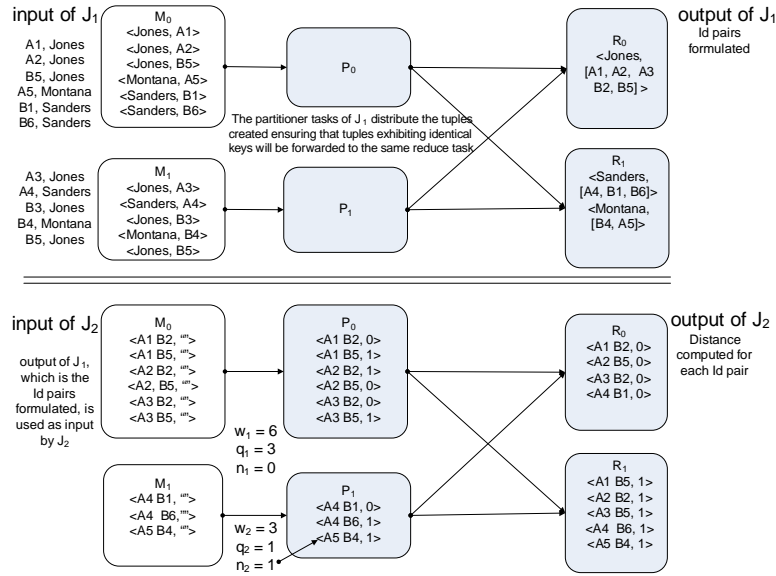 input of J1
A1, Jones
A2, Jones
B5, Jones
A5, Montana
B1, Sanders
B6, Sanders
M0
<Jones, A1>
<Jones, A2>
<Jones, B5>
<Montana, A5>
<Sanders, B1>
<Sanders, B6>
P0
R0
<Jones,
[A1, A2, A3
B2, B5] >
output of J1
Id pairs
formulated
The partitioner tasks of J1 distribute the tuples
created ensuring that tuples exhibiting identical
keys will be forwarded to the same reduce task
A3, Jones
A4, Sanders
B3, Jones
B4, Montana
B5, Jones
M1
<Jones, A3>
<Sanders, A4>
<Jones, B3>
<Montana, B4>
<Jones, B5>
P1
R1
<Sanders,
[A4, B1, B6]>
<Montana,
[B4, A5]>
input of J2
output of J1,
which is the
Id pairs
formulated, is
used as input
by J2
M0
<A1 B2, “”>
<A1 B5, “”>
<A2 B2, “”>
<A2, B5, “”>
<A3 B2, “”>
<A3 B5, “”>
P0
<A1 B2, 0>
<A1 B5, 1>
<A2 B2, 1>
<A2 B5, 0>
<A3 B2, 0>
<A3 B5, 1>
R0
<A1 B2, 0>
<A2 B5, 0>
<A3 B2, 0>
<A4 B1, 0>
output of J2
Distance
computed for
each Id pair
w1 = 6
q1 = 3
n1 = 0
M1
<A4 B1, “”>
<A4 B6,“”>
<A5 B4, “”>
w2 = 3
q2 = 1
n2 = 1
P1
<A4 B1, 0>
<A4 B6, 1>
<A5 B4, 1>
R1
<A1 B5, 1>
<A2 B2, 1>
<A3 B5, 1>
<A4 B6, 1>
<A5 B4, 1>